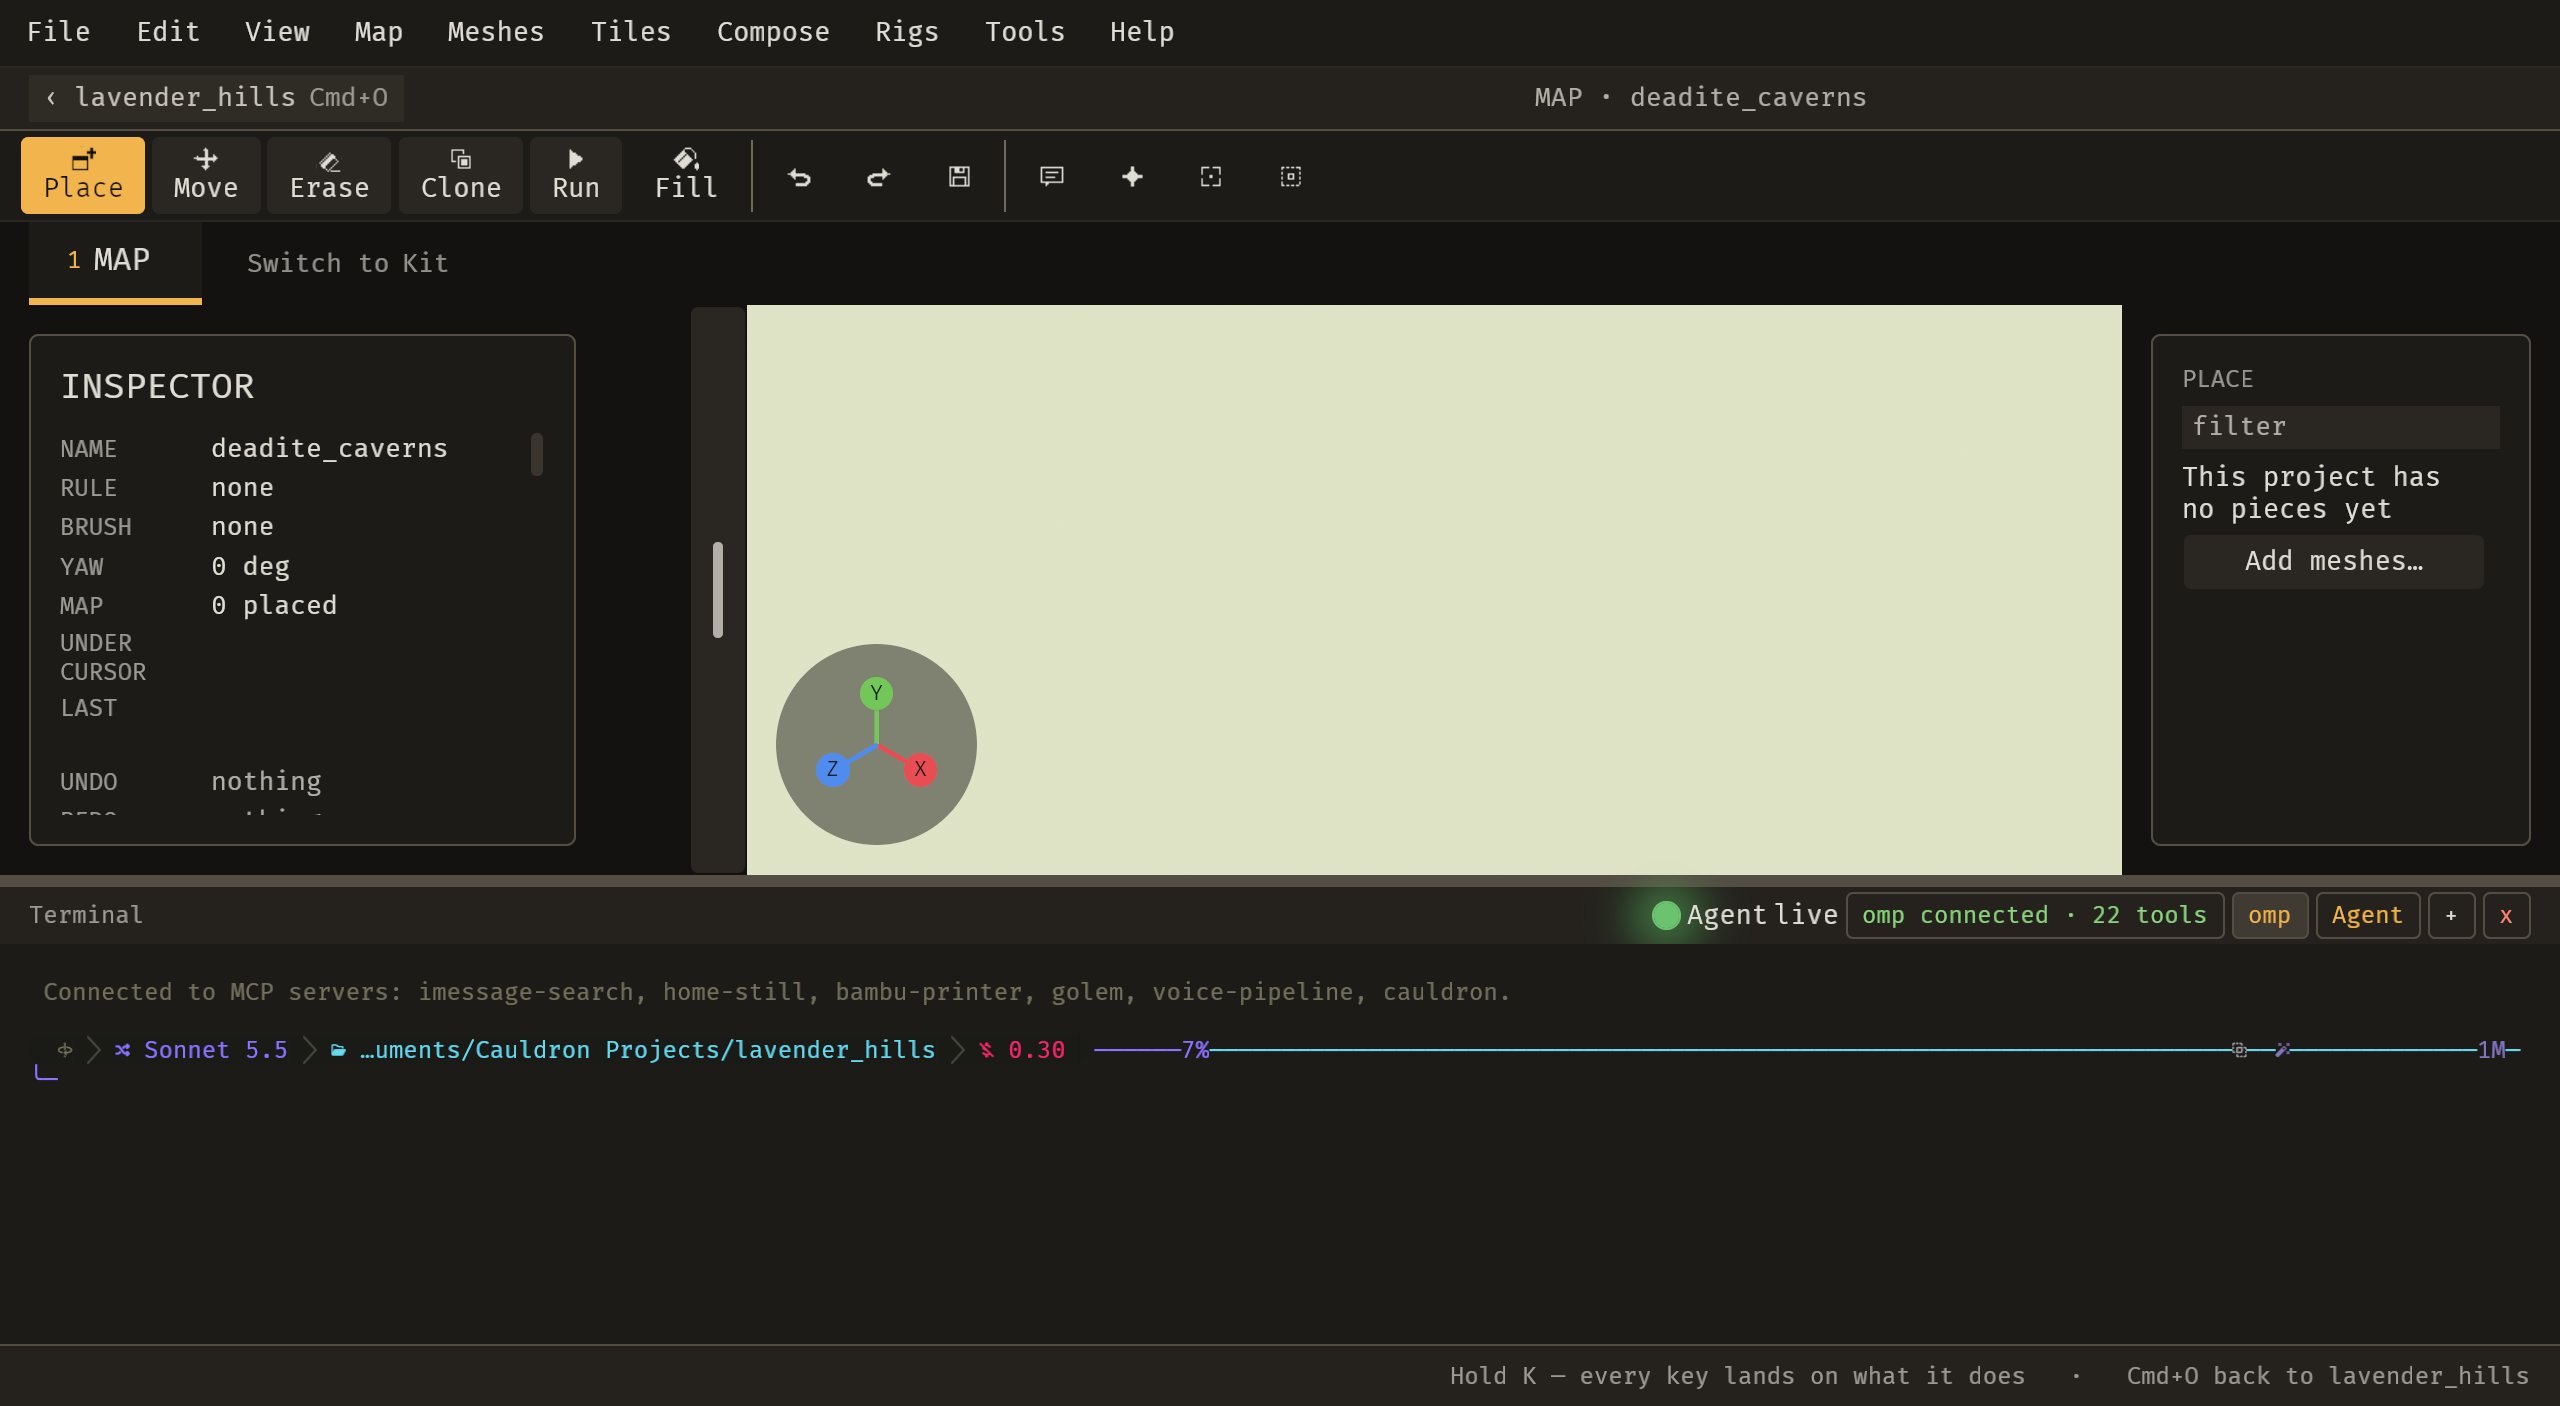 File Edit View Map Meshes Tiles Compose Rigs Tools Help
‹ lavender_hills Cmd+O
MAP · deadite_caverns
Place Move Erase Clone Run Fill
1 MAP Switch to Kit
INSPECTOR
NAME deadite_caverns
RULE none
BRUSH none
YAW 0 deg
MAP 0 placed
UNDER
CURSOR
LAST
UNDO nothing
Y
Z
X
PLACE
filter
This project has
no pieces yet
Add meshes…
Terminal
Agent live omp connected · 22 tools omp Agent + x
Connected to MCP servers: imessage-search, home-still, bambu-printer, golem, voice-pipeline, cauldron.
Sonnet 5.5 …uments/Cauldron Projects/lavender_hills 0.30 7% 1M
Hold K — every key lands on what it does · Cmd+O back to lavender_hills